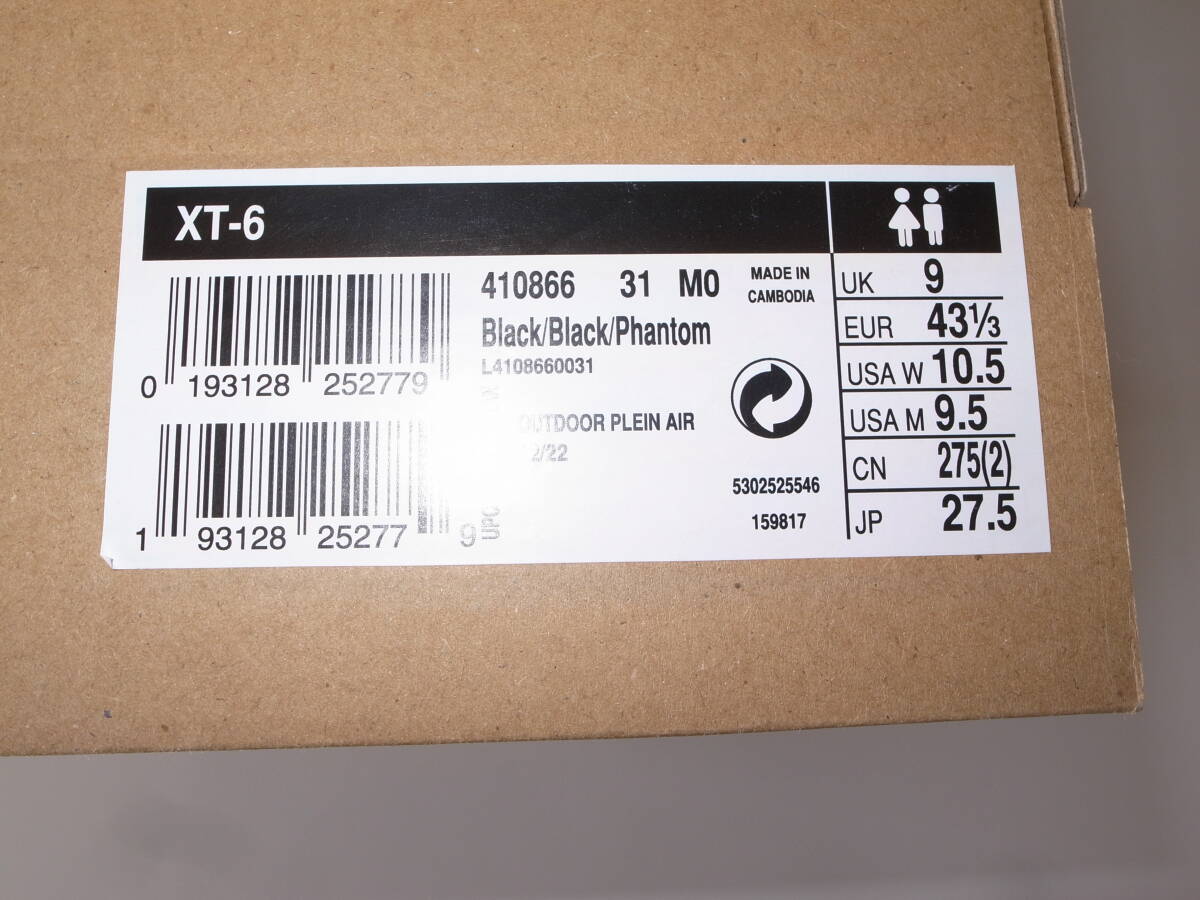 XT-6
0 193128 252779
1 93128 25277 9
UPC
410866 31 M0
Black/Black/Phantom
L4108660031
OUTDOOR PLEIN AIR
2/22
MADE IN
CAMBODIA
5302525546
159817
UK 9
EUR 43⅓
USA W 10.5
USA M 9.5
CN 275(2)
JP 27.5